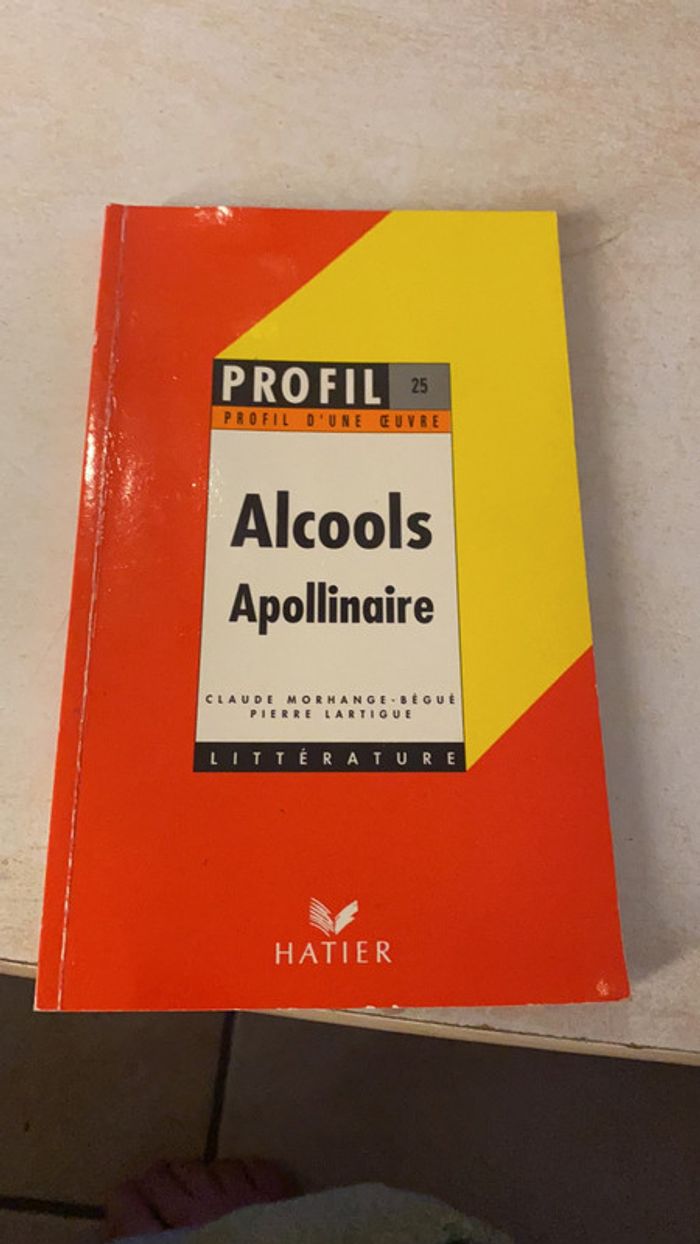 PROFIL 25
PROFIL D'UNE ŒUVRE
Alcools
Apollinaire
CLAUDE MORHANGE-BÉGUÉ
PIERRE LARTIGUE
LITTÉRATURE
HATIER